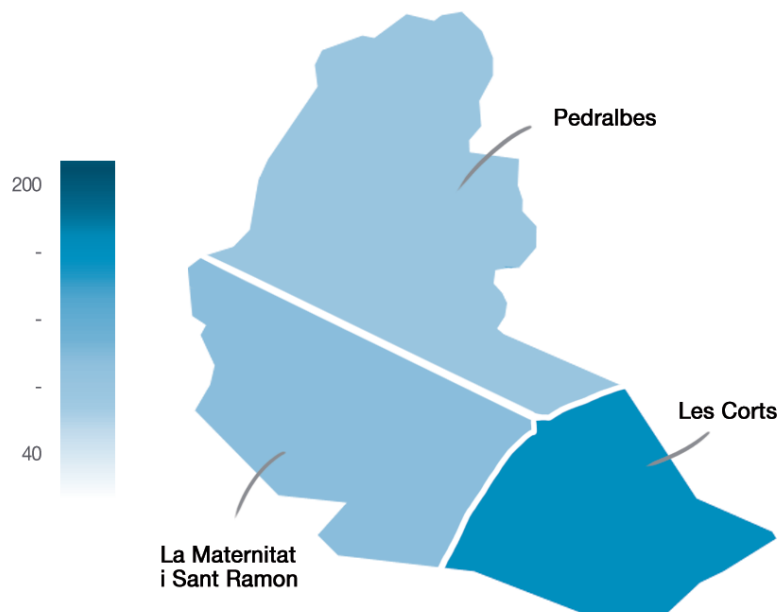 Pedralbes
200
-
-
-
Les Corts
40
La Maternitat
i Sant Ramon